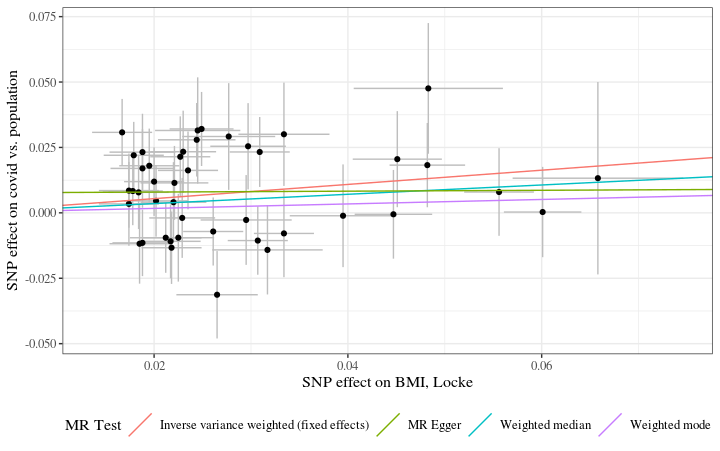 0.075
0.050
0.025
0.000
-0.025
-0.050
SNP effect on covid vs. population
0.02 0.04 0.06
SNP effect on BMI, Locke
MR Test Inverse variance weighted (fixed effects) MR Egger Weighted median Weighted mode